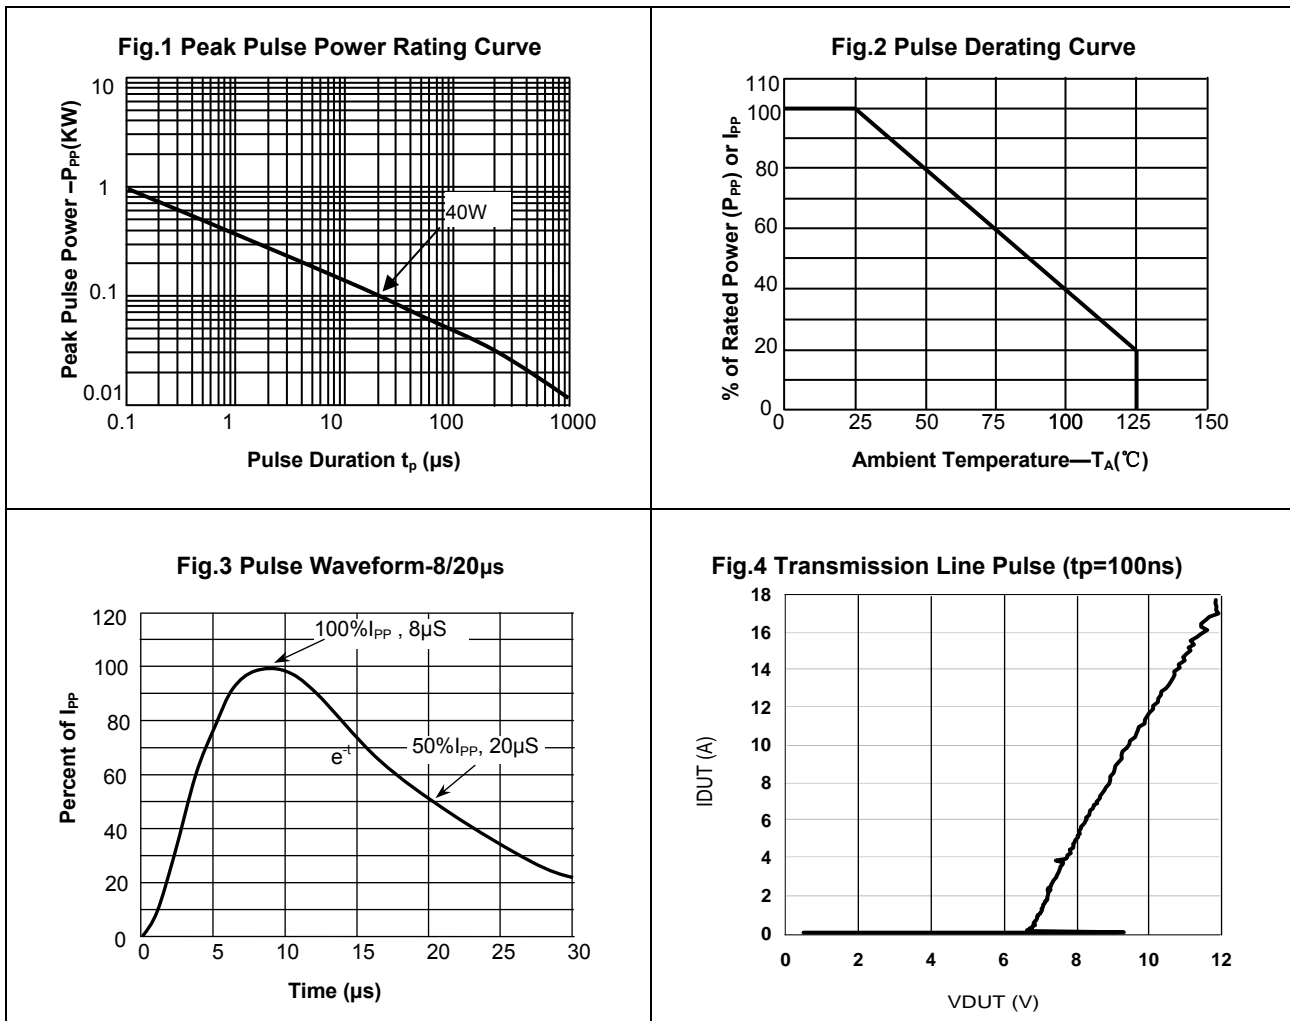 Fig.1 Peak Pulse Power Rating Curve
Peak Pulse Power –PPP(KW)
10
1
0.1
0.01
40W
0.1 1 10 100 1000
Pulse Duration tp (µs)
Fig.2 Pulse Derating Curve
% of Rated Power (PPP) or IPP
110
100
80
60
40
20
0
0 25 50 75 100 125 150
Ambient Temperature—TA(℃)
Fig.3 Pulse Waveform-8/20µs
Percent of IPP
120
100
80
60
40
20
0
100%IPP , 8µS
e-t
50%IPP, 20µS
0 5 10 15 20 25 30
Time (µs)
Fig.4 Transmission Line Pulse (tp=100ns)
IDUT (A)
18
16
14
12
10
8
6
4
2
0
0 2 4 6 8 10 12
VDUT (V)